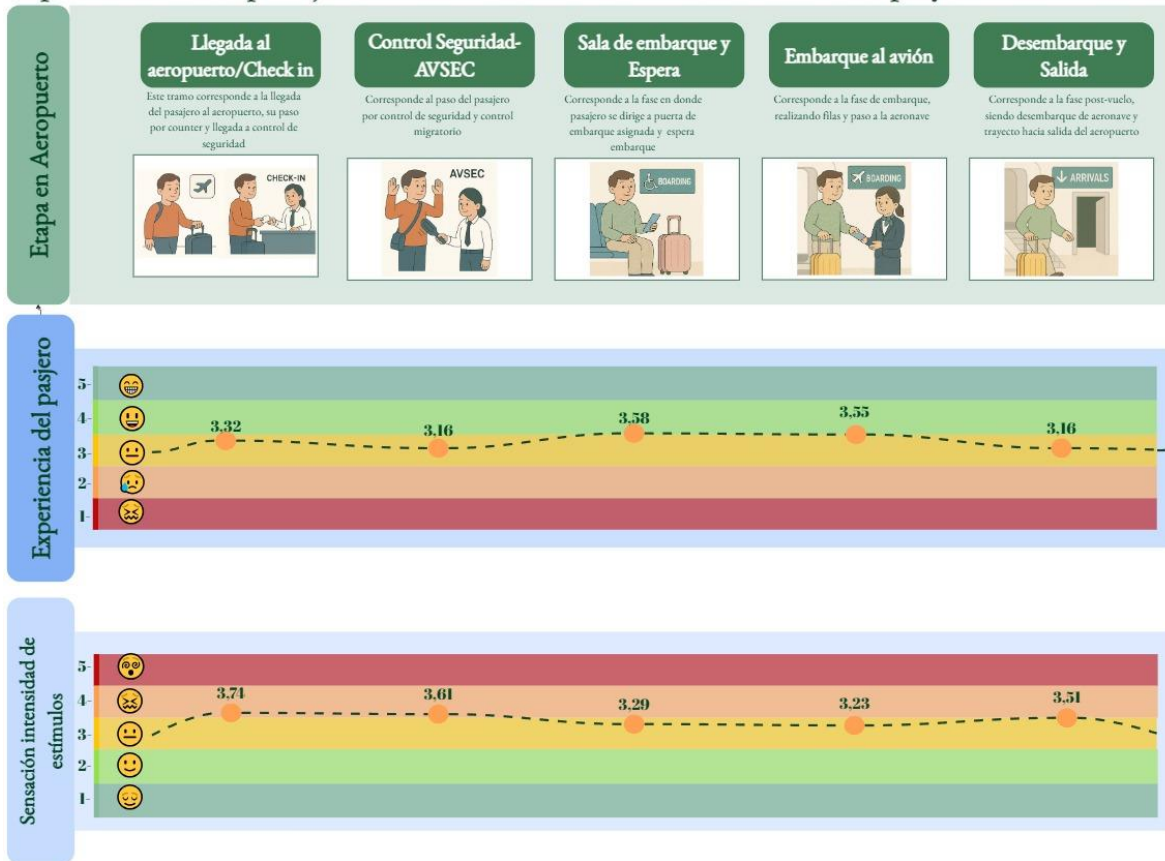 Etapa en Aeropuerto
Llegada al
aeropuerto/Check in
Este tramo corresponde a la llegada
del pasajero al aeropuerto, su paso
por counter y llegada a control de
seguridad
CHECK-IN
Control Seguridad-
AVSEC
Corresponde al paso del pasajero
por control de seguridad y control
migratorio
AVSEC
Sala de embarque y
Espera
Corresponde a la fase en donde
pasajero se dirige a puerta de
embarque asignada y espera
embarque
BOARDING
Embarque al avión
Corresponde a la fase de embarque,
realizando filas y paso a la aeronave
BOARDING
Desembarque y
Salida
Corresponde a la fase post-vuelo,
siendo desembarque de aeronave y
trayecto hacia salida del aeropuerto
ARRIVALS
Experiencia del pasjero
5-
4-
3-
2-
1-
3,32
3,16
3,58
3,55
3,16
Sensación intensidad de
estímulos
5-
4-
3-
2-
1-
3,74
3,61
3,29
3,23
3,51